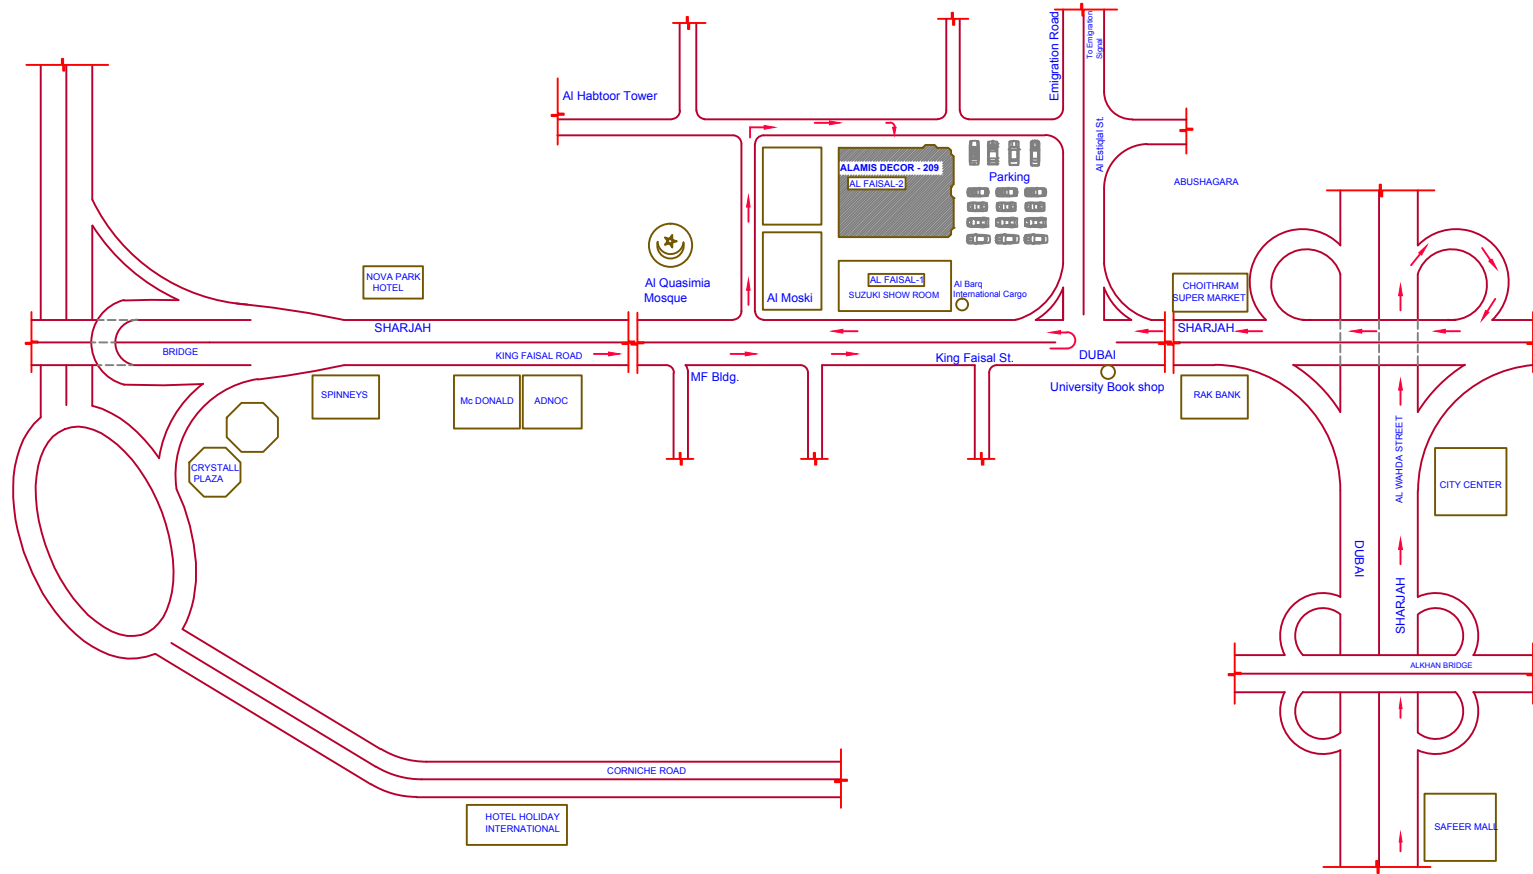 Emigration Road
To Emigration
Signal
Al Habtoor Tower
Al Estiqlal St.
ALAMIS DECOR - 209
AL FAISAL-2
Parking
ABUSHAGARA
NOVA PARK
HOTEL
Al Quasimia
Mosque
Al Moski
AL FAISAL-1
SUZUKI SHOW ROOM
Al Barq
International Cargo
CHOITHRAM
SUPER MARKET
SHARJAH
SHARJAH
BRIDGE
KING FAISAL ROAD
King Faisal St.
DUBAI
MF Bldg.
University Book shop
SPINNEYS
Mc DONALD
ADNOC
RAK BANK
CRYSTALL
PLAZA
AL WAHDA STREET
CITY CENTER
DUBAI
SHARJAH
ALKHAN BRIDGE
CORNICHE ROAD
HOTEL HOLIDAY
INTERNATIONAL
SAFEER MALL